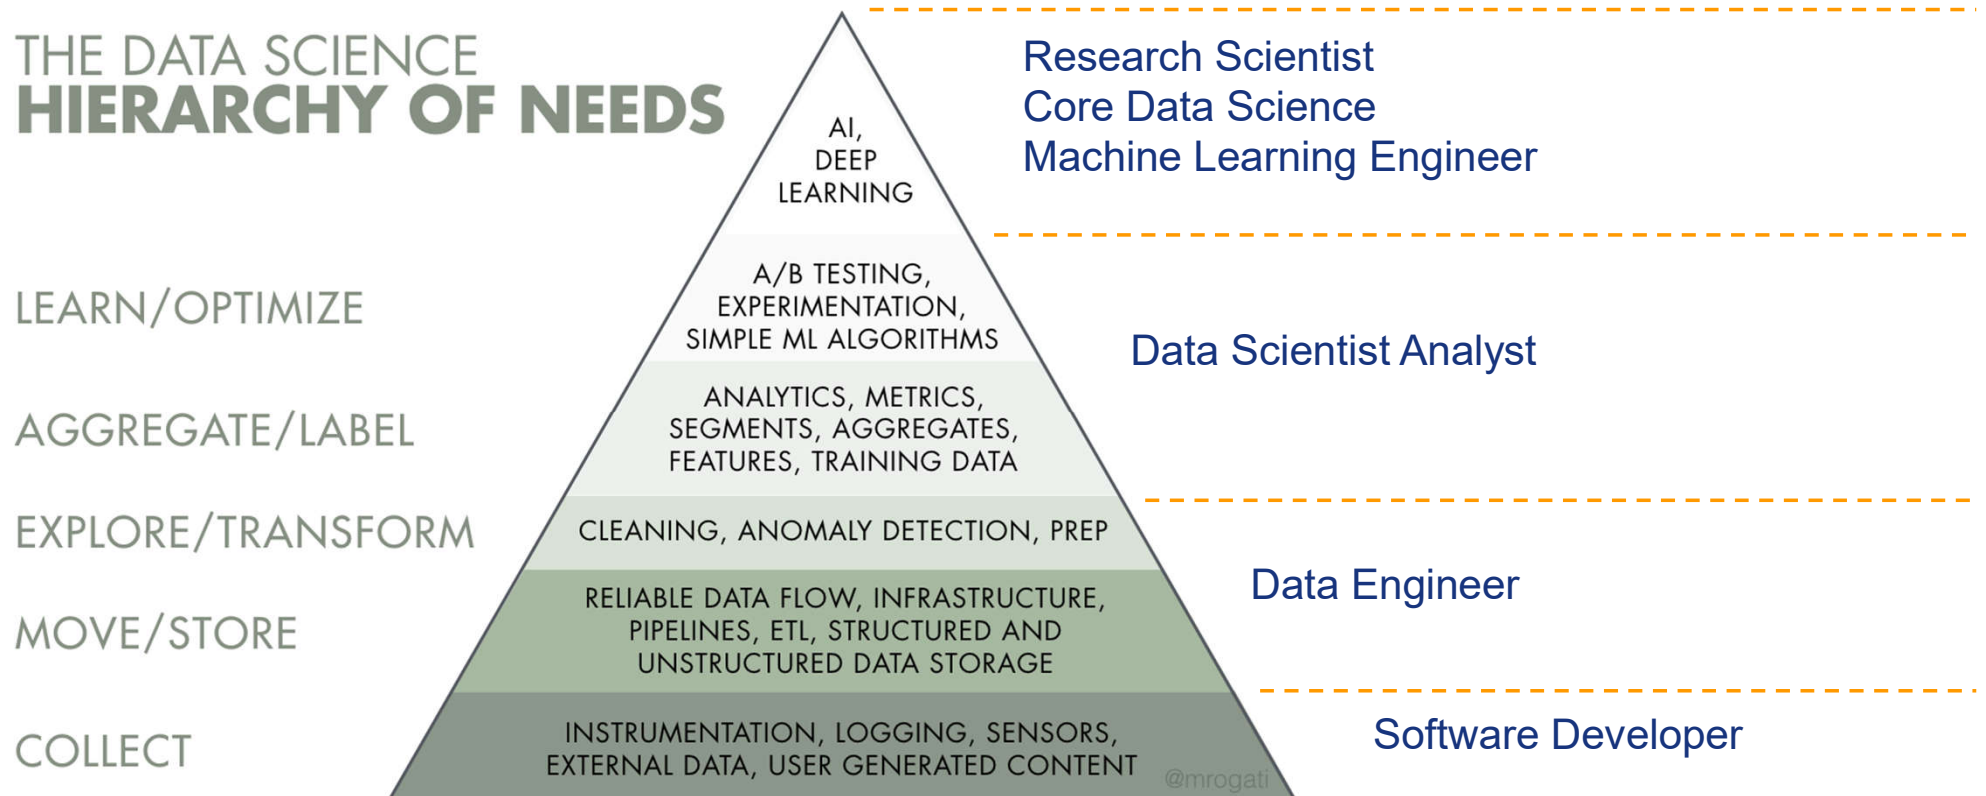 THE DATA SCIENCE
HIERARCHY OF NEEDS
AI,
DEEP
LEARNING
Research Scientist
Core Data Science
Machine Learning Engineer
LEARN/OPTIMIZE
A/B TESTING,
EXPERIMENTATION,
SIMPLE ML ALGORITHMS
Data Scientist Analyst
AGGREGATE/LABEL
ANALYTICS, METRICS,
SEGMENTS, AGGREGATES,
FEATURES, TRAINING DATA
EXPLORE/TRANSFORM
CLEANING, ANOMALY DETECTION, PREP
Data Engineer
MOVE/STORE
RELIABLE DATA FLOW, INFRASTRUCTURE,
PIPELINES, ETL, STRUCTURED AND
UNSTRUCTURED DATA STORAGE
COLLECT
INSTRUMENTATION, LOGGING, SENSORS,
EXTERNAL DATA, USER GENERATED CONTENT
@mrogati
Software Developer